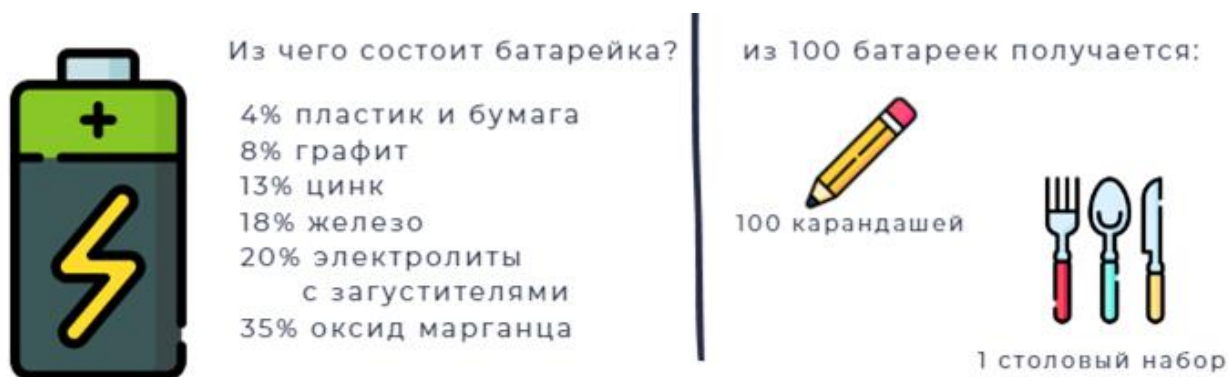 Из чего состоит батарейка?
4% пластик и бумага
8% графит
13% цинк
18% железо
20% электролиты
с загустителями
35% оксид марганца
из 100 батареек получается:
100 карандашей
1 столовый набор